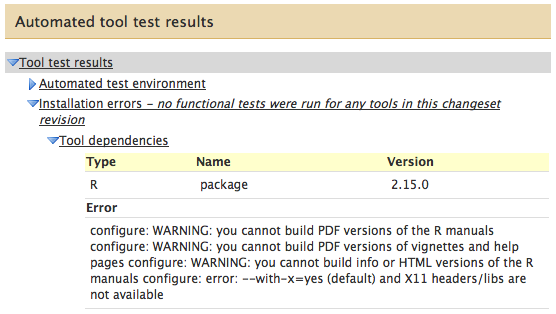 Automated tool test results
Tool test results
Automated test environment
Installation errors – no functional tests were run for any tools in this changeset
revision
Tool dependencies
Type Name Version
R package 2.15.0
Error
configure: WARNING: you cannot build PDF versions of the R manuals
configure: WARNING: you cannot build PDF versions of vignettes and help
pages configure: WARNING: you cannot build info or HTML versions of the R
manuals configure: error: --with-x=yes (default) and X11 headers/libs are
not available